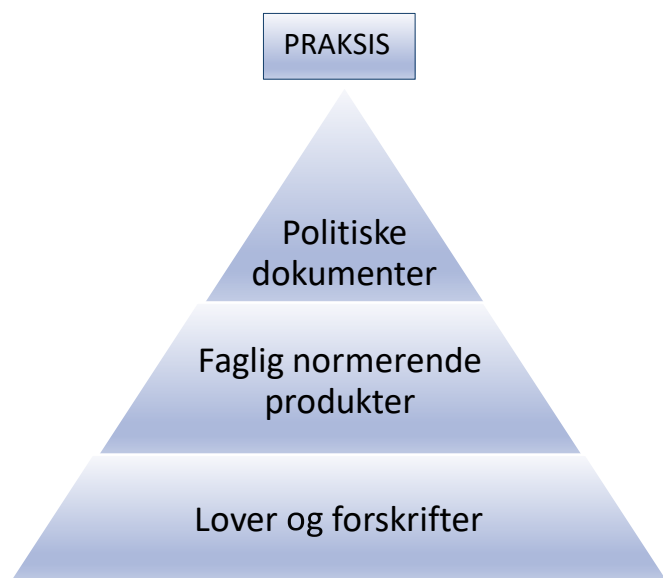 PRAKSIS
Politiske
dokumenter
Faglig normerende
produkter
Lover og forskrifter